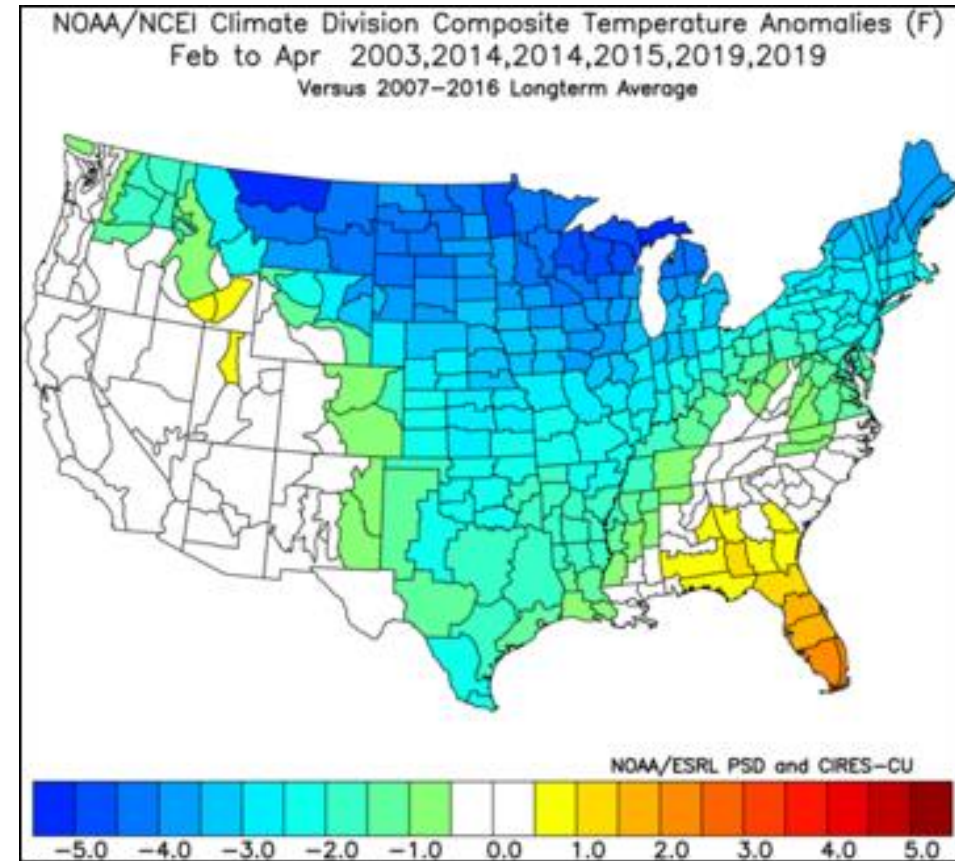 NOAA/NCEI Climate Division Composite Temperature Anomalies (F)
Feb to Apr 2003,2014,2014,2015,2019,2019
Versus 2007–2016 Longterm Average
NOAA/ESRL PSD and CIRES–CU
–5.0 –4.0 –3.0 –2.0 –1.0 0.0 1.0 2.0 3.0 4.0 5.0